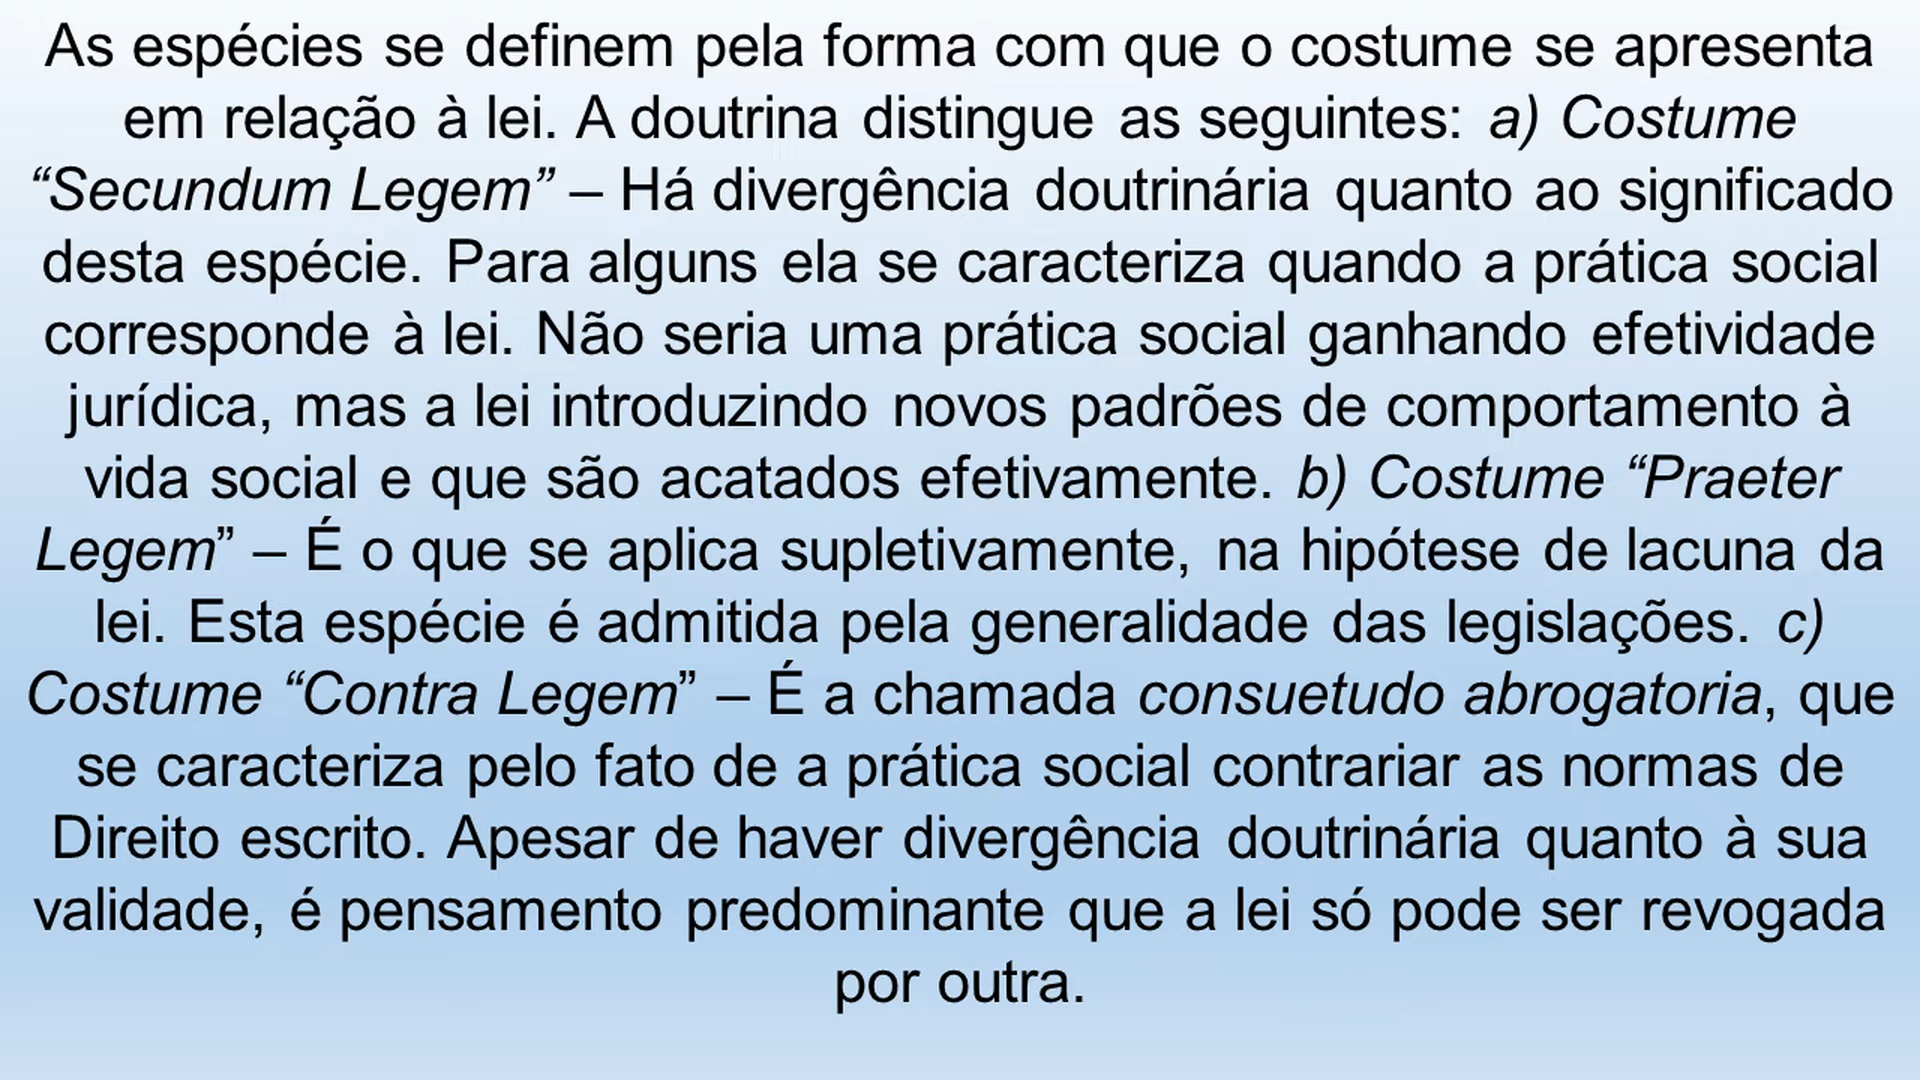 As espécies se definem pela forma com que o costume se apresenta
em relação à lei. A doutrina distingue as seguintes: a) Costume
“Secundum Legem” – Há divergência doutrinária quanto ao significado
desta espécie. Para alguns ela se caracteriza quando a prática social
corresponde à lei. Não seria uma prática social ganhando efetividade
jurídica, mas a lei introduzindo novos padrões de comportamento à
vida social e que são acatados efetivamente. b) Costume “Praeter
Legem” – É o que se aplica supletivamente, na hipótese de lacuna da
lei. Esta espécie é admitida pela generalidade das legislações. c)
Costume “Contra Legem” – É a chamada consuetudo abrogatoria, que
se caracteriza pelo fato de a prática social contrariar as normas de
Direito escrito. Apesar de haver divergência doutrinária quanto à sua
validade, é pensamento predominante que a lei só pode ser revogada
por outra.